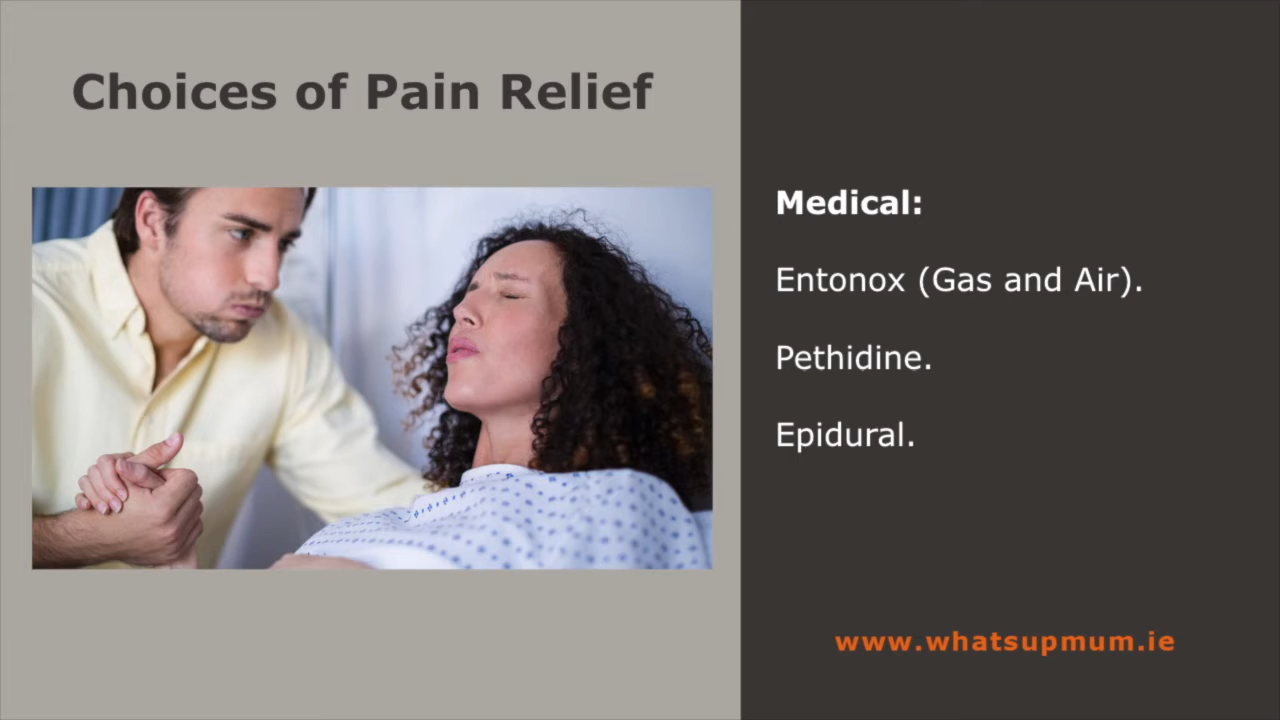 Choices of Pain Relief
Medical:
Entonox (Gas and Air).
Pethidine.
Epidural.
www.whatsupmum.ie